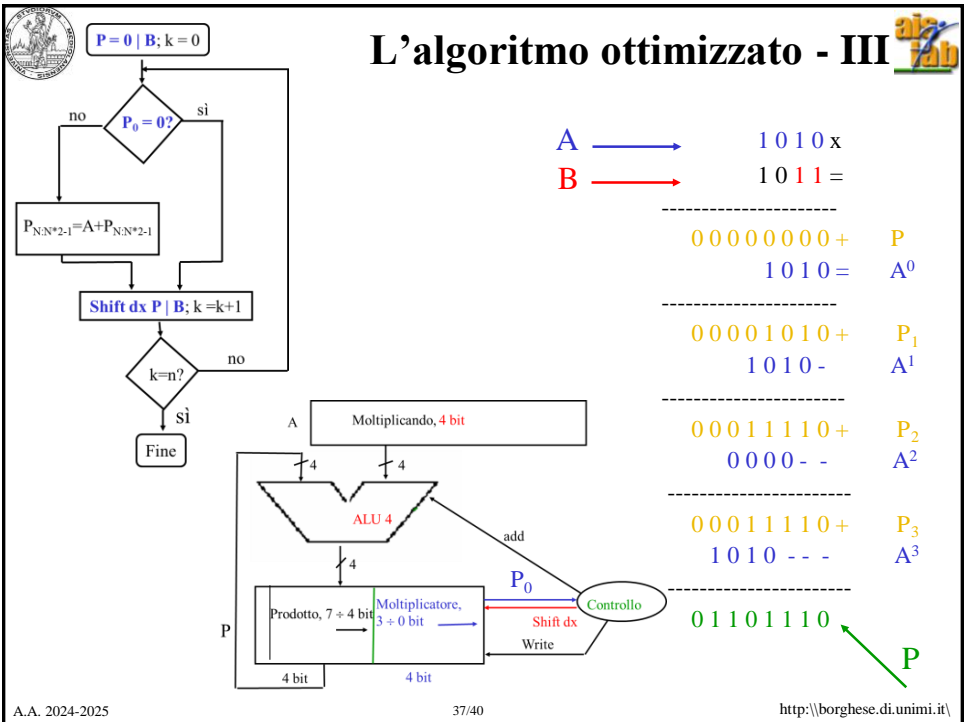 L'algoritmo ottimizzato - III
P = 0 | B; k = 0
P₀ = 0?
no
sì
P_{N:N*2-1}=A+P_{N:N*2-1}
Shift dx P | B; k =k+1
k=n?
no
sì
Fine
A
B
1 0 1 0 x
1 0 1 1 =
-----------------------
0 0 0 0 0 0 0 0 + P
1 0 1 0 = A⁰
-----------------------
0 0 0 0 1 0 1 0 + P₁
1 0 1 0 - A¹
------------------------
0 0 0 1 1 1 1 0 + P₂
0 0 0 0 - - A²
------------------------
0 0 0 1 1 1 1 0 + P₃
1 0 1 0 - - - A³
------------------------
0 1 1 0 1 1 1 0
P
A
Moltiplicando, 4 bit
4
4
ALU 4
4
add
P₀
Controllo
Shift dx
Write
P
Prodotto, 7 ÷ 4 bit
Moltiplicatore,
3 ÷ 0 bit
4 bit
4 bit
A.A. 2024-2025
37/40
http:\\borghese.di.unimi.it\